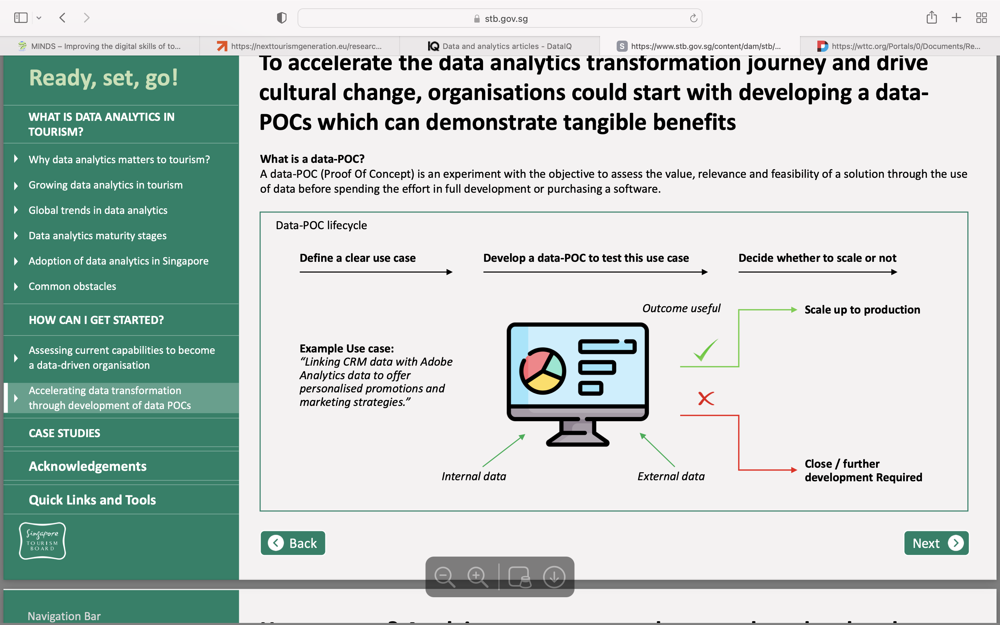 stb.gov.sg
MINDS – Improving the digital skills of to...
https://nexttourismgeneration.eu/researc...
IQ Data and analytics articles - DataIQ
S https://www.stb.gov.sg/content/dam/stb/...
https://wttc.org/Portals/0/Documents/Re...
Ready, set, go!
WHAT IS DATA ANALYTICS IN
TOURISM?
Why data analytics matters to tourism?
Growing data analytics in tourism
Global trends in data analytics
Data analytics maturity stages
Adoption of data analytics in Singapore
Common obstacles
HOW CAN I GET STARTED?
Assessing current capabilities to become
a data-driven organisation
Accelerating data transformation
through development of data POCs
CASE STUDIES
Acknowledgements
Quick Links and Tools
Singapore
TOURISM
BOARD
To accelerate the data analytics transformation journey and drive
cultural change, organisations could start with developing a data-
POCs which can demonstrate tangible benefits
What is a data-POC?
A data-POC (Proof Of Concept) is an experiment with the objective to assess the value, relevance and feasibility of a solution through the use
of data before spending the effort in full development or purchasing a software.
Data-POC lifecycle
Define a clear use case
Develop a data-POC to test this use case
Decide whether to scale or not
Outcome useful
Scale up to production
Example Use case:
“Linking CRM data with Adobe
Analytics data to offer
personalised promotions and
marketing strategies.”
Internal data
External data
Close / further
development Required
Back
Next
Navigation Bar